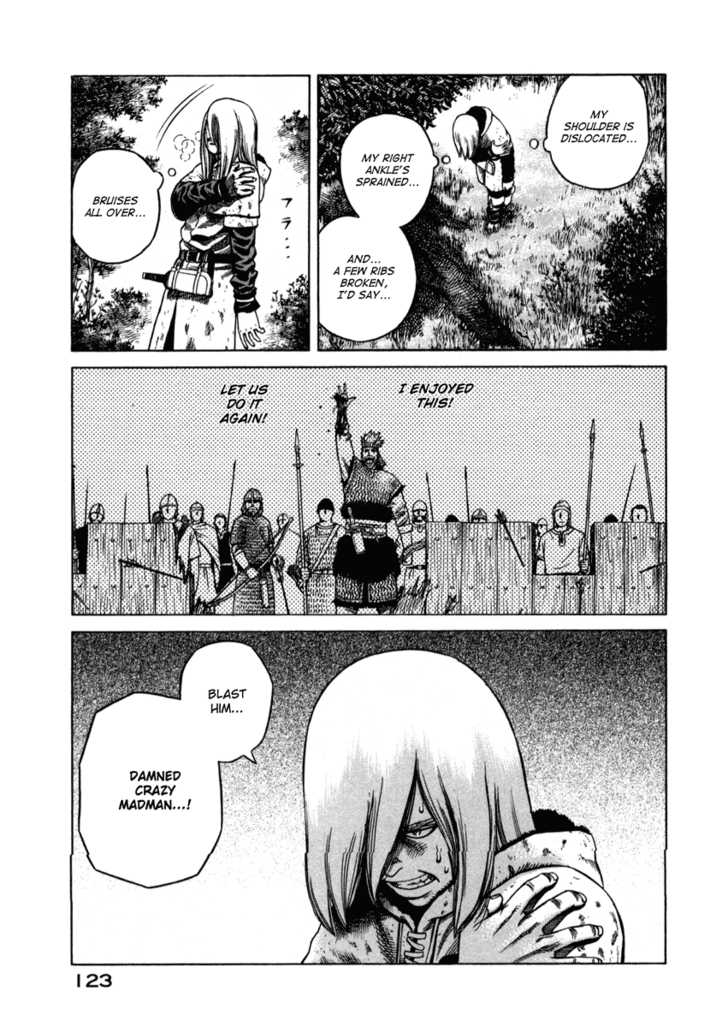 MY
SHOULDER IS
DISLOCATED...
MY RIGHT
ANKLE'S
SPRAINED...
AND...
A FEW RIBS
BROKEN,
I'D SAY...
BRUISES
ALL OVER...
フラ...
I ENJOYED
THIS!
LET US
DO IT
AGAIN!
BLAST
HIM...
DAMNED
CRAZY
MADMAN...!
123